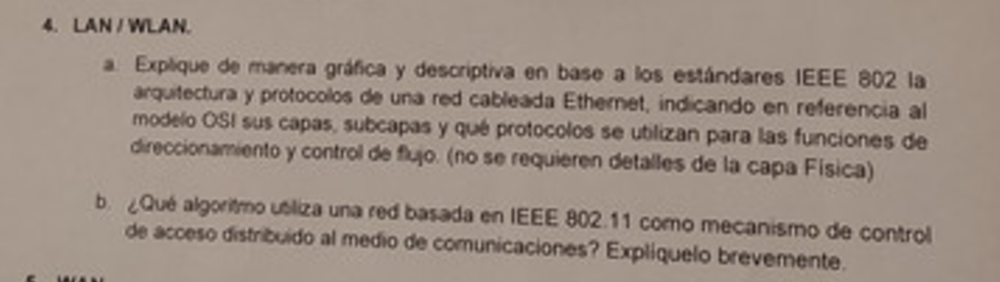 4. LAN / WLAN.
a. Explique de manera gráfica y descriptiva en base a los estándares IEEE 802 la
arquitectura y protocolos de una red cableada Ethernet, indicando en referencia al
modelo OSI sus capas, subcapas y qué protocolos se utilizan para las funciones de
direccionamiento y control de flujo. (no se requieren detalles de la capa Física)
b. ¿Qué algoritmo utiliza una red basada en IEEE 802.11 como mecanismo de control
de acceso distribuido al medio de comunicaciones? Explíquelo brevemente.
5. WAN